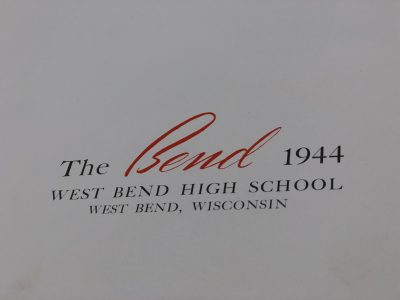 The Bend 1944
WEST BEND HIGH SCHOOL
WEST BEND, WISCONSIN